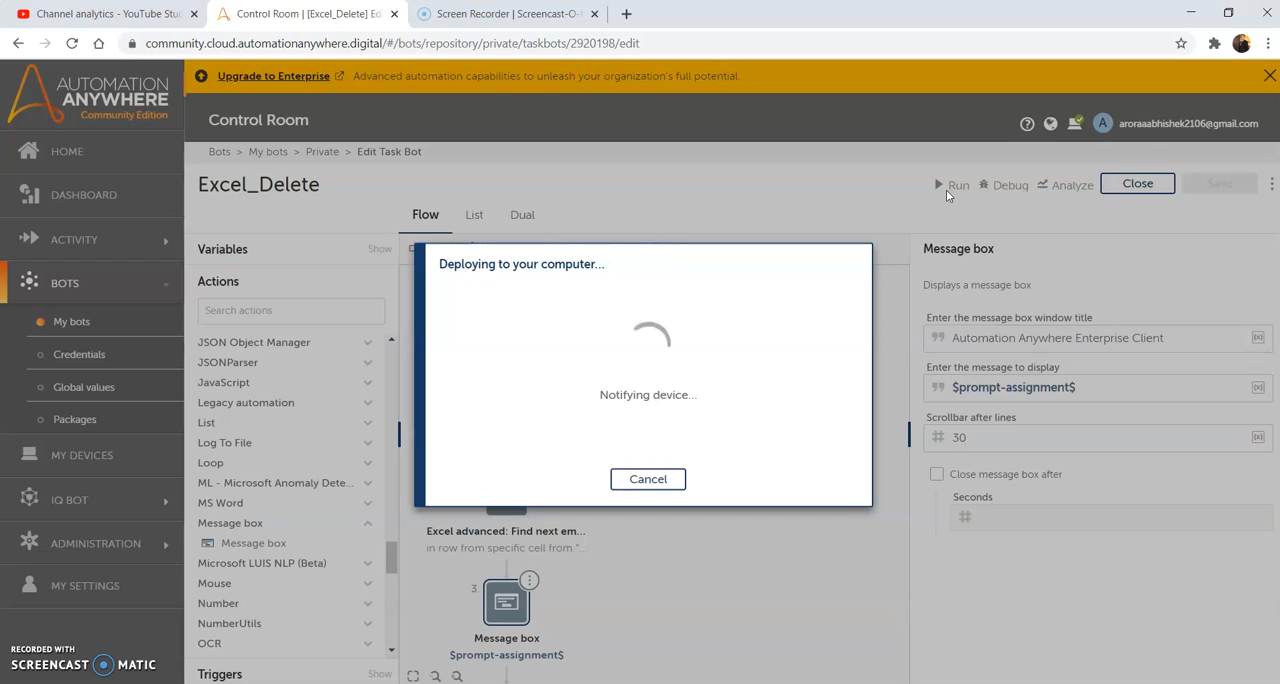 Channel analytics - YouTube Stu
Control Room | [Excel_Delete] Ed
Screen Recorder | Screencast-O-
community.cloud.automationanywhere.digital/#/bots/repository/private/taskbots/2920198/edit
AUTOMATION
ANYWHERE
Community Edition
Upgrade to Enterprise
Advanced automation capabilities to unleash your organization's full potential.
Control Room
A
aroraaabhishek2106@gmail.com
Bots > My bots > Private > Edit Task Bot
Excel_Delete
Run
Debug
Analyze
Close
Save
Flow
List
Dual
HOME
DASHBOARD
ACTIVITY
BOTS
My bots
Credentials
Global values
Packages
MY DEVICES
IQ BOT
ADMINISTRATION
MY SETTINGS
RECORDED WITH
SCREENCAST MATIC
Variables
Show
Actions
Search actions
JSON Object Manager
JSONParser
JavaScript
Legacy automation
List
Log To File
Loop
ML - Microsoft Anomaly Dete...
MS Word
Message box
Message box
Microsoft LUIS NLP (Beta)
Mouse
Number
NumberUtils
OCR
Triggers
Show
Deploying to your computer...
Notifying device...
Cancel
Excel advanced: Find next em...
in row from specific cell from "...
3.
Message box
$prompt-assignment$
Message box
Displays a message box
Enter the message box window title
Automation Anywhere Enterprise Client
(x)
Enter the message to display
$prompt-assignment$
(x)
Scrollbar after lines
# 30
(x)
Close message box after
Seconds
#